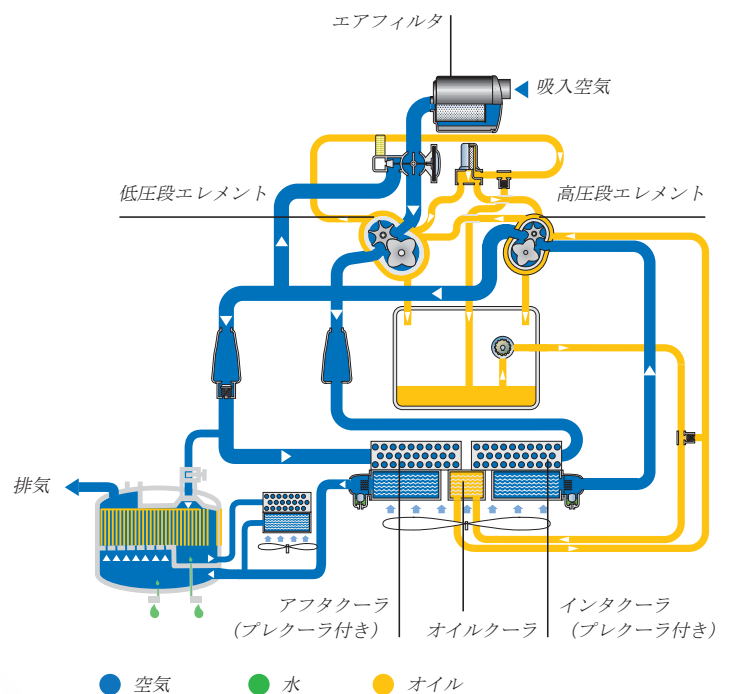 エアフィルタ
吸入空気
低圧段エレメント
高圧段エレメント
排気
アフタクーラ
（プレクーラ付き）
オイルクーラ
インタクーラ
（プレクーラ付き）
空気
水
オイル